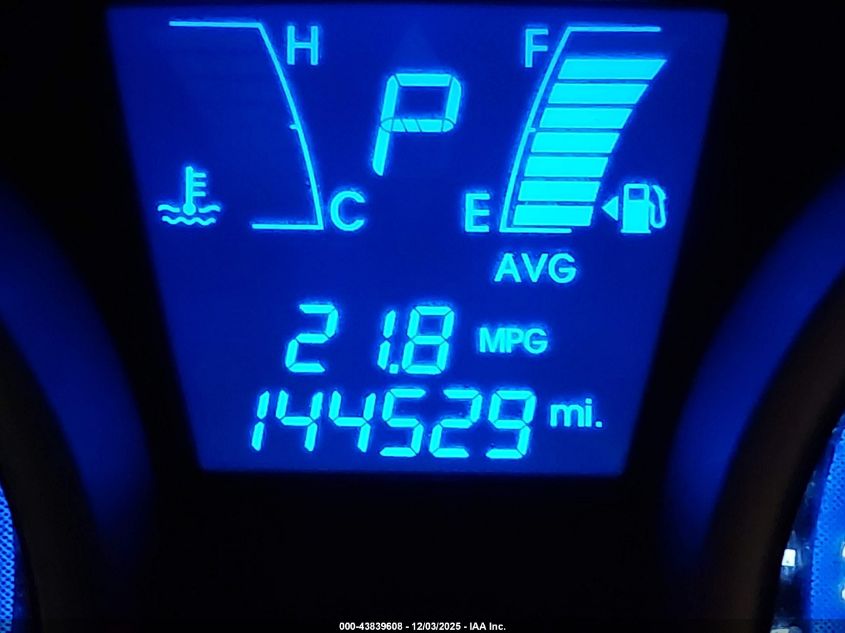 H F
P
C E
AVG
21.8 MPG
144529 mi.
000-43839608 - 12/03/2025 - IAA Inc.